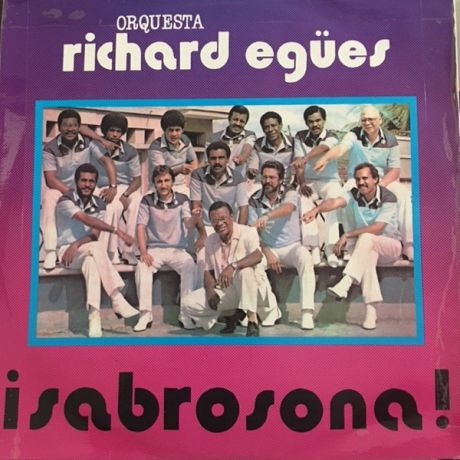 ORQUESTA
richard egües
¡sabrosona!